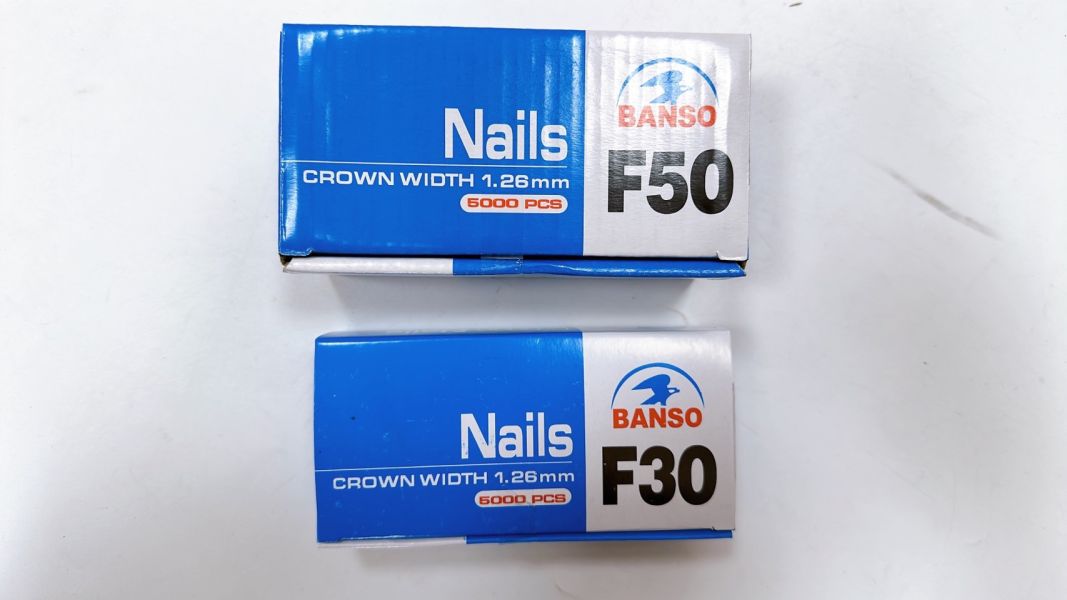 BANSO
Nails
F50
CROWN WIDTH 1.26mm
5000 PCS
BANSO
Nails
F30
CROWN WIDTH 1.26mm
5000 PCS